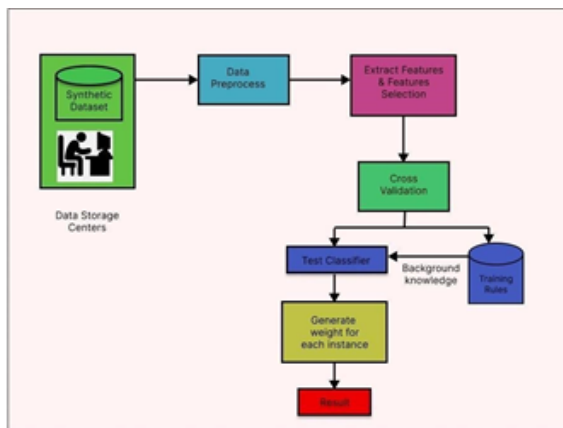 Synthetic
Dataset
Data Storage
Centers
Data
Preprocess
Extract Features
& Features
Selection
Cross
Validation
Test Classifier
Background
knowledge
Training
Rules
Generate
weight for
each instance
Result